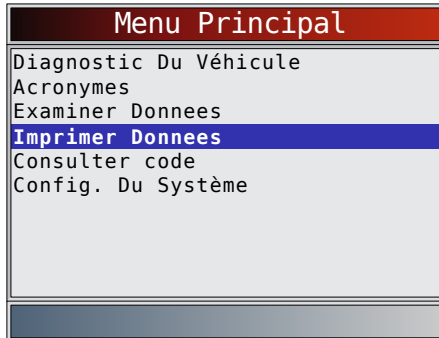 Menu Principal
Diagnostic Du Véhicule
Acronymes
Examiner Donnees
Imprimer Donnees
Consulter code
Config. Du Système